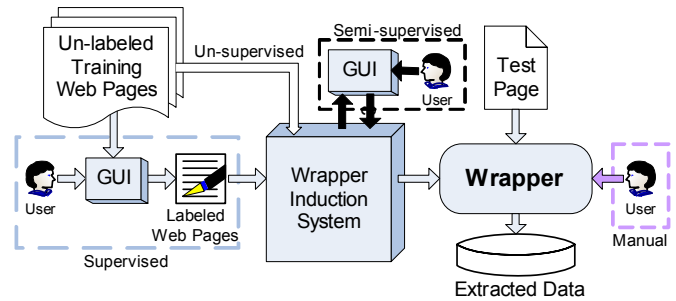 Un-labeled
Training
Web Pages
Un-supervised
Semi-supervised
GUI
User
Test
Page
User
GUI
Labeled
Web Pages
Supervised
Wrapper
Induction
System
Wrapper
User
Manual
Extracted Data